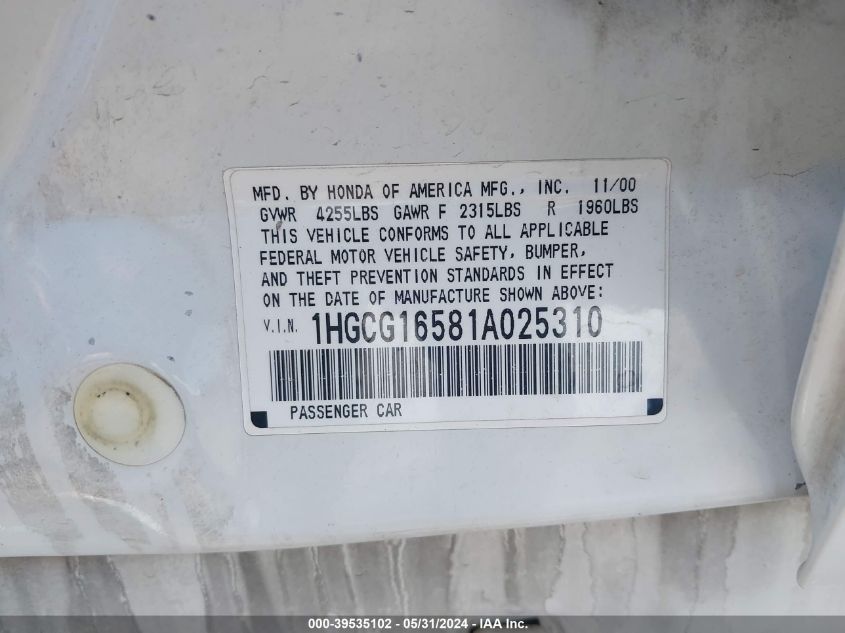 MFD. BY HONDA OF AMERICA MFG., INC. 11/00
GVWR 4255LBS GAWR F 2315LBS R 1960LBS
THIS VEHICLE CONFORMS TO ALL APPLICABLE
FEDERAL MOTOR VEHICLE SAFETY, BUMPER,
AND THEFT PREVENTION STANDARDS IN EFFECT
ON THE DATE OF MANUFACTURE SHOWN ABOVE:
V.I.N. 1HGCG16581A025310
PASSENGER CAR
000-39535102 - 05/31/2024 - IAA Inc.